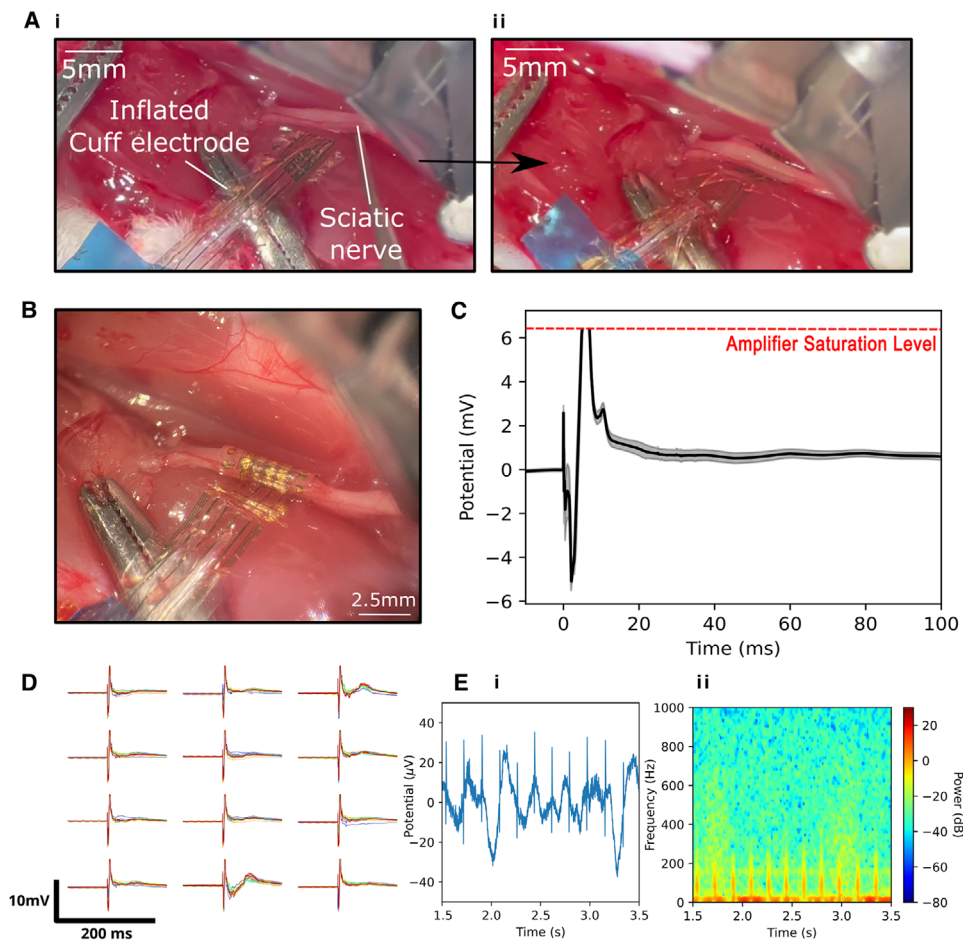 A i
ii
5mm
Inflated
Cuff electrode
Sciatic
nerve
5mm
B
2.5mm
C
Amplifier Saturation Level
Potential (mV)
6
4
2
0
−2
−4
−6
0 20 40 60 80 100
Time (ms)
D
10mV
200 ms
E i
Potential (µV)
40
20
0
−20
−40
1.5 2.0 2.5 3.0 3.5
Time (s)
ii
Frequency (Hz)
1000
800
600
400
200
0
1.5 2.0 2.5 3.0 3.5
Time (s)
20
0
−20
−40
−60
−80
Power (dB)